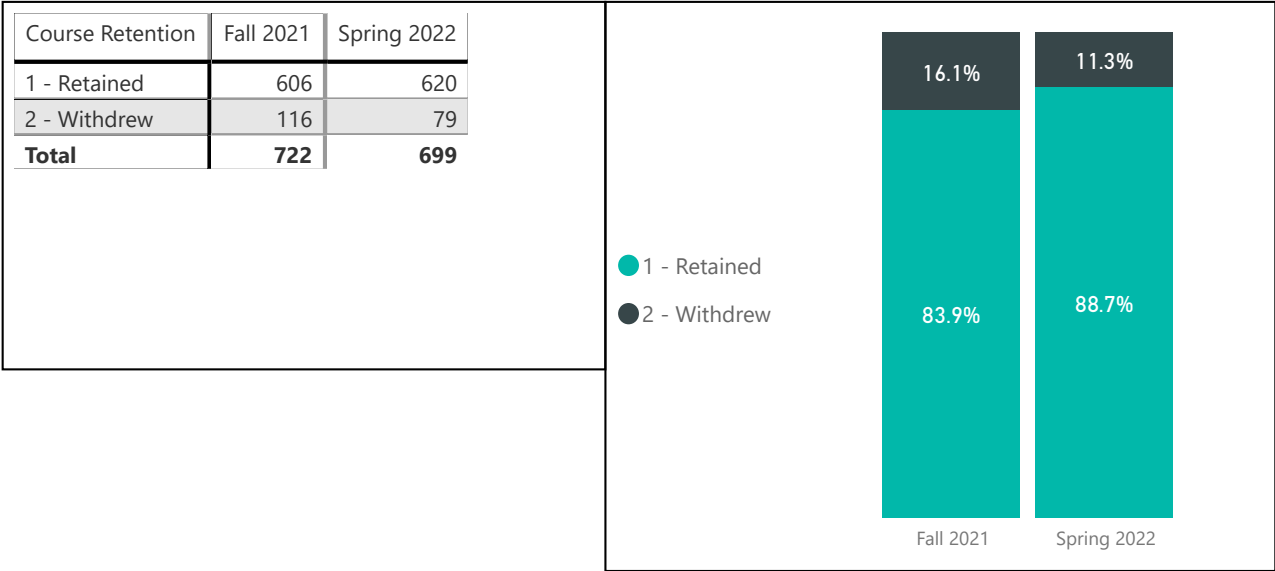 Course Retention Fall 2021 Spring 2022
1 - Retained 606 620
2 - Withdrew 116 79
Total 722 699
1 - Retained
2 - Withdrew
16.1% 11.3%
83.9% 88.7%
Fall 2021 Spring 2022